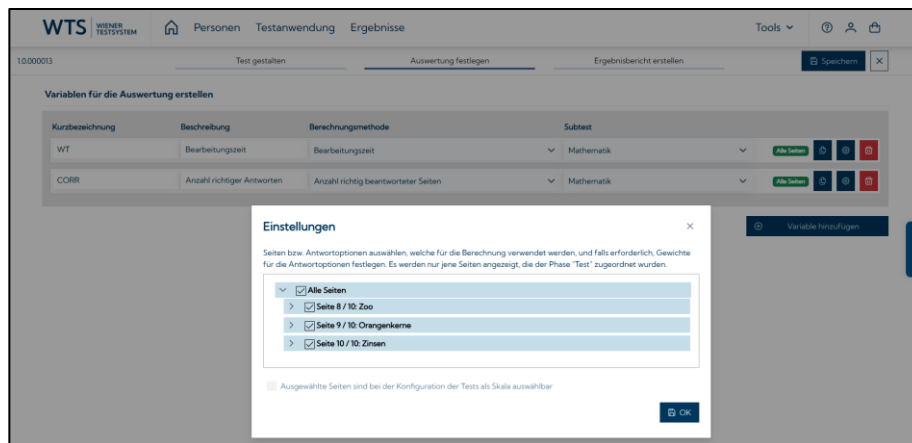 WTS WIENER TESTSYSTEM Personen Testanwendung Ergebnisse Tools
1.0.000013 Test gestalten Auswertung festlegen Ergebnisbericht erstellen Speichern
Variablen für die Auswertung erstellen
Kurzbezeichnung Beschreibung Berechnungsmethode Subtest
WT Bearbeitungszeit Bearbeitungszeit Mathematik Alle Seiten
CORR Anzahl richtiger Antworten Anzahl richtig beantworteter Seiten Mathematik Alle Seiten
Variable hinzufügen
Einstellungen
Seiten bzw. Antwortoptionen auswählen, welche für die Berechnung verwendet werden, und falls erforderlich, Gewichte
für die Antwortoptionen festlegen. Es werden nur jene Seiten angezeigt, die der Phase "Test" zugeordnet wurden.
Alle Seiten
Seite 8 / 10: Zoo
Seite 9 / 10: Orangenkerne
Seite 10 / 10: Zinsen
Ausgewählte Seiten sind bei der Konfiguration der Tests als Skala auswählbar
OK